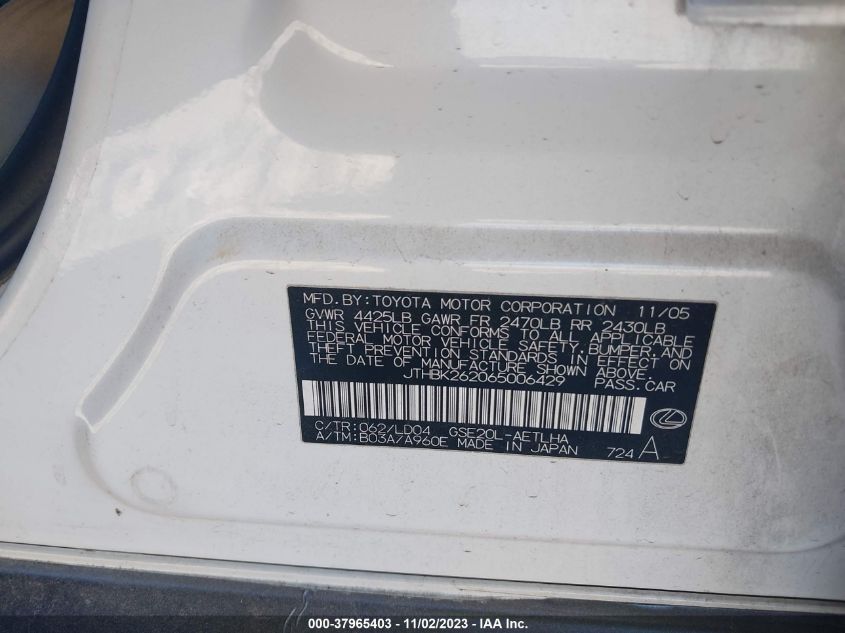 MFD.BY:TOYOTA MOTOR CORPORATION 11/05
GVWR 4425LB GAWR FR 2470LB RR 2430LB
THIS VEHICLE CONFORMS TO ALL APPLICABLE
FEDERAL MOTOR VEHICLE SAFETY,BUMPER,AND
THEFT PREVENTION STANDARDS IN EFFECT ON
THE DATE OF MANUFACTURE SHOWN ABOVE.
JTHBK262065006429 PASS.CAR
C/TR:062/LD04 GSE20L-AETLHA
A/TM:B03A/A960E MADE IN JAPAN 724 A
000-37965403 - 11/02/2023 - IAA Inc.